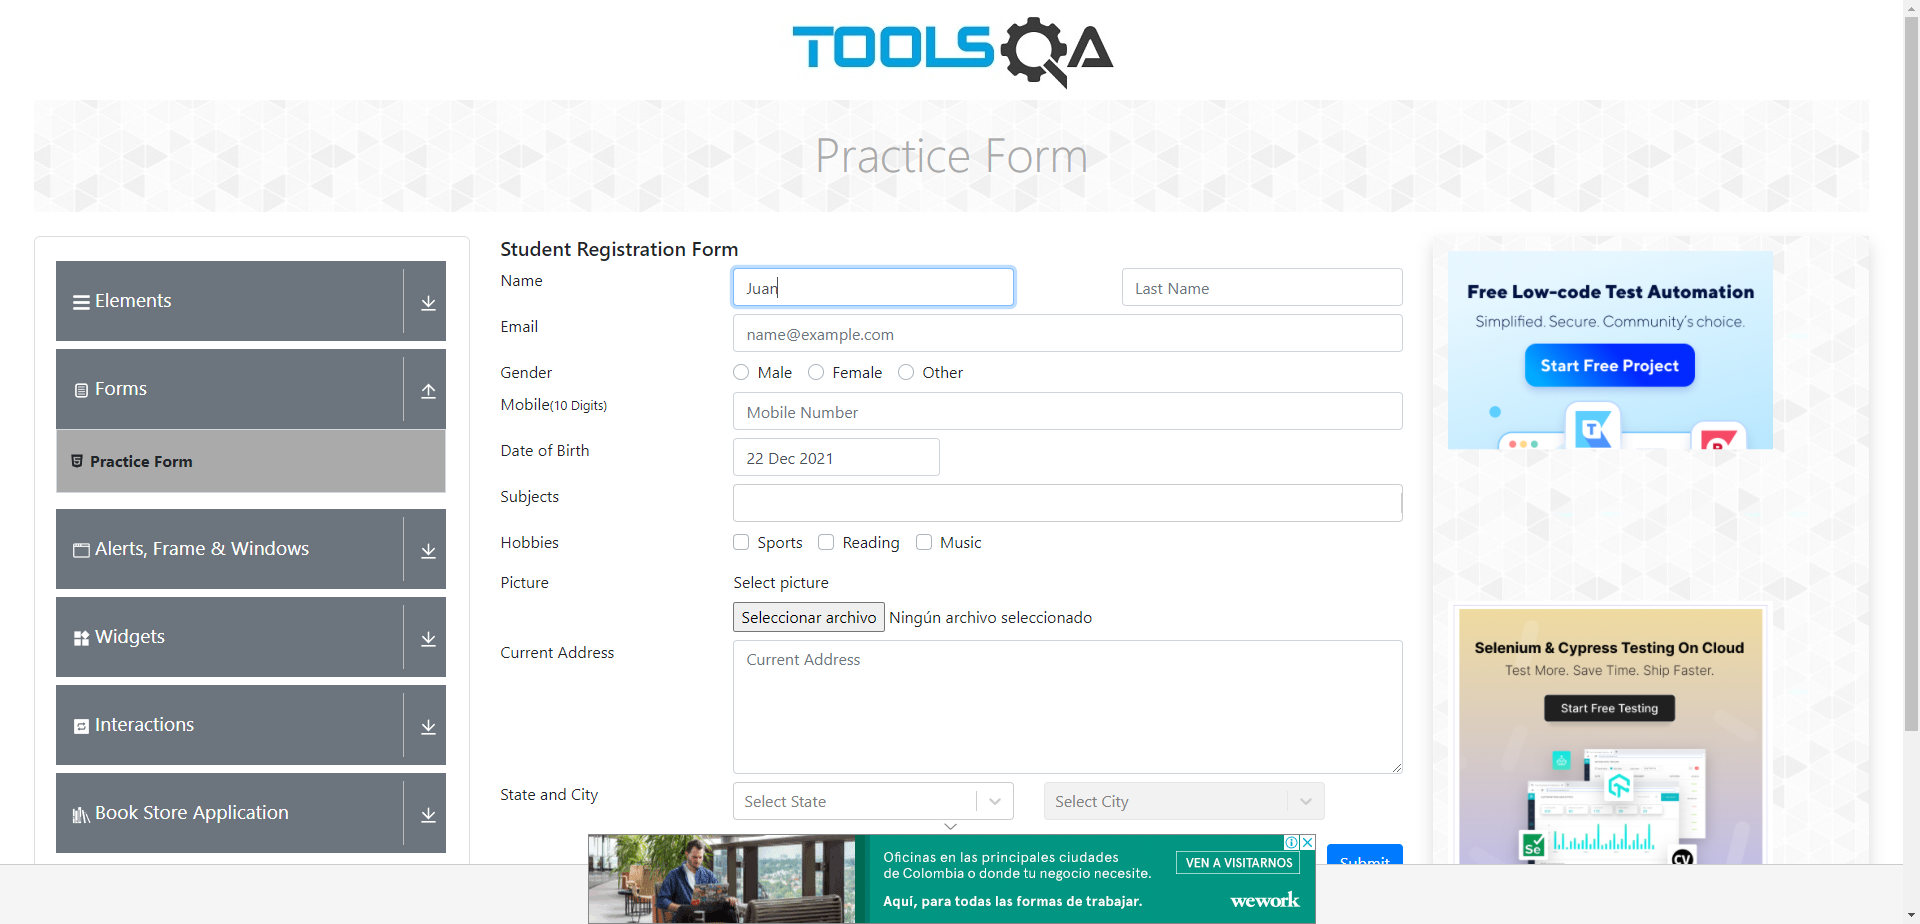 TOOLSQA
Practice Form
Elements
Forms
Practice Form
Alerts, Frame & Windows
Widgets
Interactions
Book Store Application
Student Registration Form
Name
Juan
Last Name
Email
name@example.com
Gender
Male
Female
Other
Mobile(10 Digits)
Mobile Number
Date of Birth
22 Dec 2021
Subjects
Hobbies
Sports
Reading
Music
Picture
Select picture
Seleccionar archivo
Ningún archivo seleccionado
Current Address
Current Address
State and City
Select State
Select City
Submit
Free Low-code Test Automation
Simplified. Secure. Community's choice.
Start Free Project
T
Selenium & Cypress Testing On Cloud
Test More. Save Time. Ship Faster.
Start Free Testing
Se
CY
Oficinas en las principales ciudades
de Colombia o donde tu negocio necesite.
Aquí, para todas las formas de trabajar.
VEN A VISITARNOS
wework